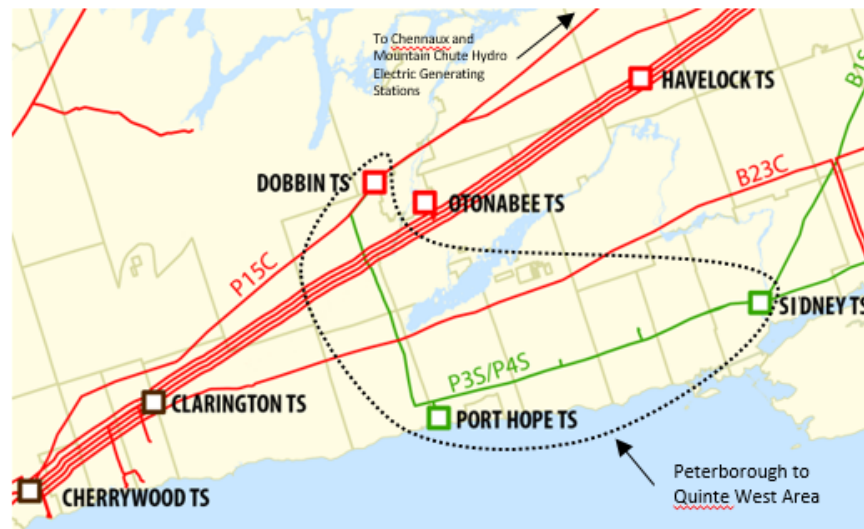 To Chennaux and
Mountain Chute Hydro
Electric Generating
Stations
HAVELOCK TS
DOBBIN TS
OTONABEE TS
B23C
P15C
SIDNEY TS
P3S/P4S
CLARINGTON TS
PORT HOPE TS
Peterborough to
Quinte West Area
CHERRYWOOD TS